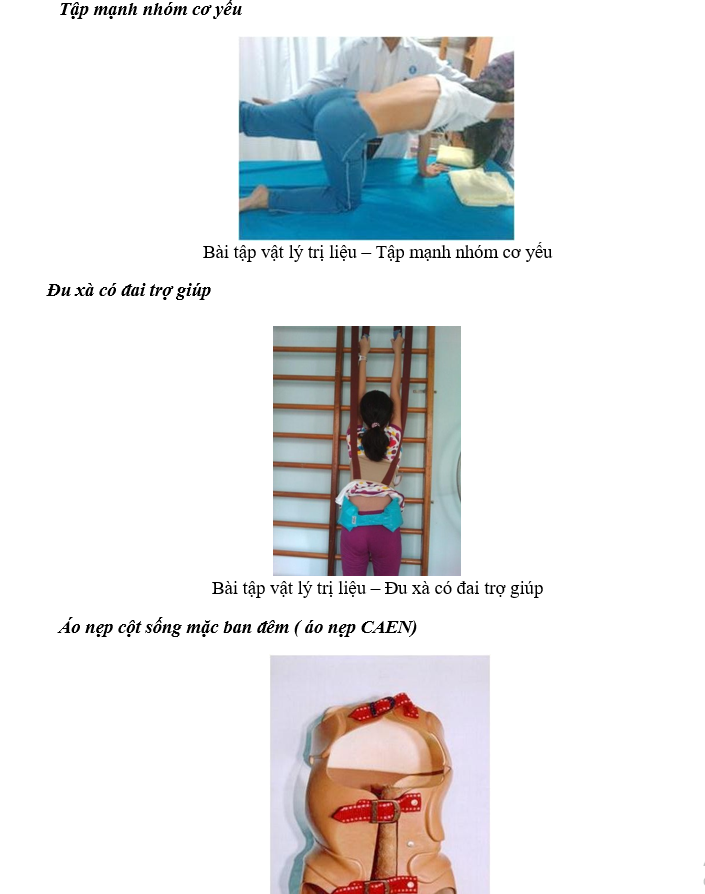 Tập mạnh nhóm cơ yếu
Bài tập vật lý trị liệu – Tập mạnh nhóm cơ yếu
Đu xà có đai trợ giúp
Bài tập vật lý trị liệu – Đu xà có đai trợ giúp
Áo nẹp cột sống mặc ban đêm ( áo nẹp CAEN)